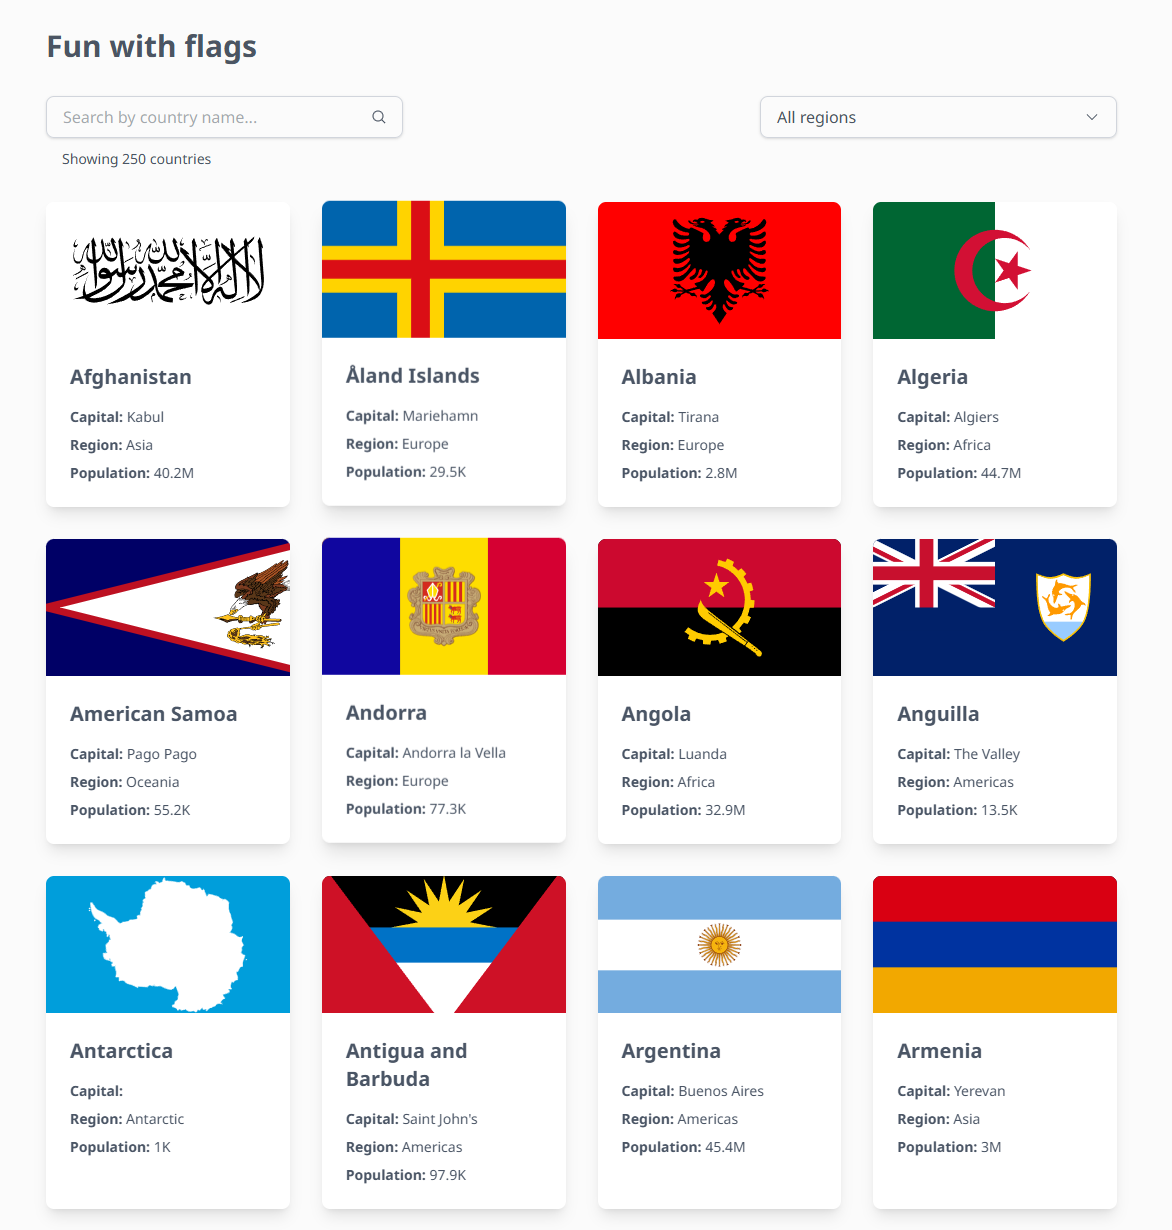 Fun with flags
Search by country name...
All regions
Showing 250 countries
لا إله إلا الله محمد رسول الله
Afghanistan
Capital: Kabul
Region: Asia
Population: 40.2M
Åland Islands
Capital: Mariehamn
Region: Europe
Population: 29.5K
Albania
Capital: Tirana
Region: Europe
Population: 2.8M
Algeria
Capital: Algiers
Region: Africa
Population: 44.7M
American Samoa
Capital: Pago Pago
Region: Oceania
Population: 55.2K
Andorra
Capital: Andorra la Vella
Region: Europe
Population: 77.3K
Angola
Capital: Luanda
Region: Africa
Population: 32.9M
Anguilla
Capital: The Valley
Region: Americas
Population: 13.5K
Antarctica
Capital:
Region: Antarctic
Population: 1K
Antigua and
Barbuda
Capital: Saint John's
Region: Americas
Population: 97.9K
Argentina
Capital: Buenos Aires
Region: Americas
Population: 45.4M
Armenia
Capital: Yerevan
Region: Asia
Population: 3M